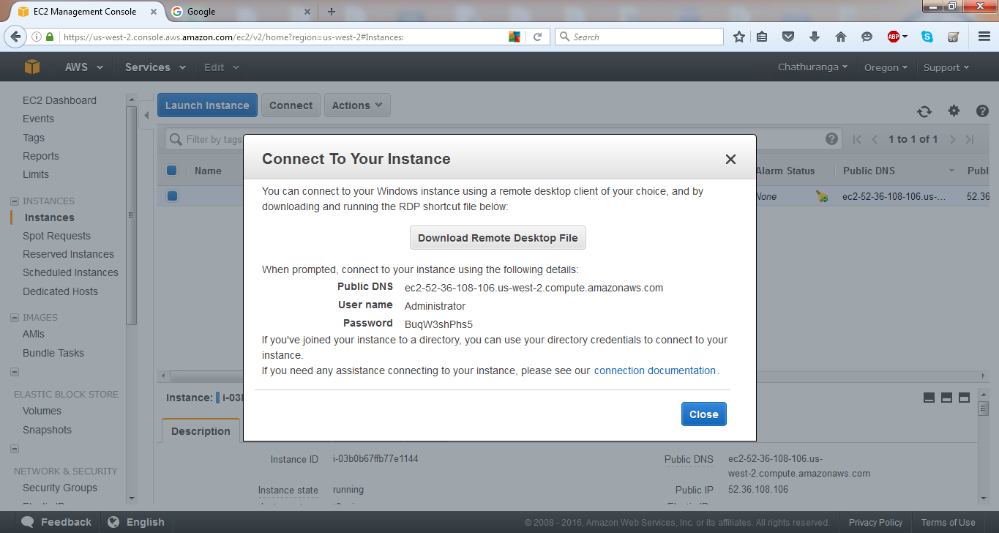 EC2 Management Console
Google
https://us-west-2.console.aws.amazon.com/ec2/v2/home?region=us-west-2#Instances:
Search
ABP
AWS Services Edit
Chathuranga Oregon Support
EC2 Dashboard
Events
Tags
Reports
Limits
INSTANCES
Instances
Spot Requests
Reserved Instances
Scheduled Instances
Dedicated Hosts
IMAGES
AMIs
Bundle Tasks
ELASTIC BLOCK STORE
Volumes
Snapshots
NETWORK & SECURITY
Security Groups
Launch Instance Connect Actions
Filter by tags
1 to 1 of 1
Name
Alarm Status Public DNS Publ
None ec2-52-36-108-106.us-... 52.36
Connect To Your Instance
You can connect to your Windows instance using a remote desktop client of your choice, and by
downloading and running the RDP shortcut file below:
Download Remote Desktop File
When prompted, connect to your instance using the following details:
Public DNS ec2-52-36-108-106.us-west-2.compute.amazonaws.com
User name Administrator
Password BuqW3shPhs5
If you've joined your instance to a directory, you can use your directory credentials to connect to your
instance.
If you need any assistance connecting to your instance, please see our connection documentation.
Close
Instance: i-03b
Description
Instance ID i-03b0b67ffb77e1144
Public DNS ec2-52-36-108-106.us-
west-2.compute.amazonaws.com
Instance state running
Public IP 52.36.108.106
Feedback English
© 2008 - 2016, Amazon Web Services, Inc. or its affiliates. All rights reserved. Privacy Policy Terms of Use